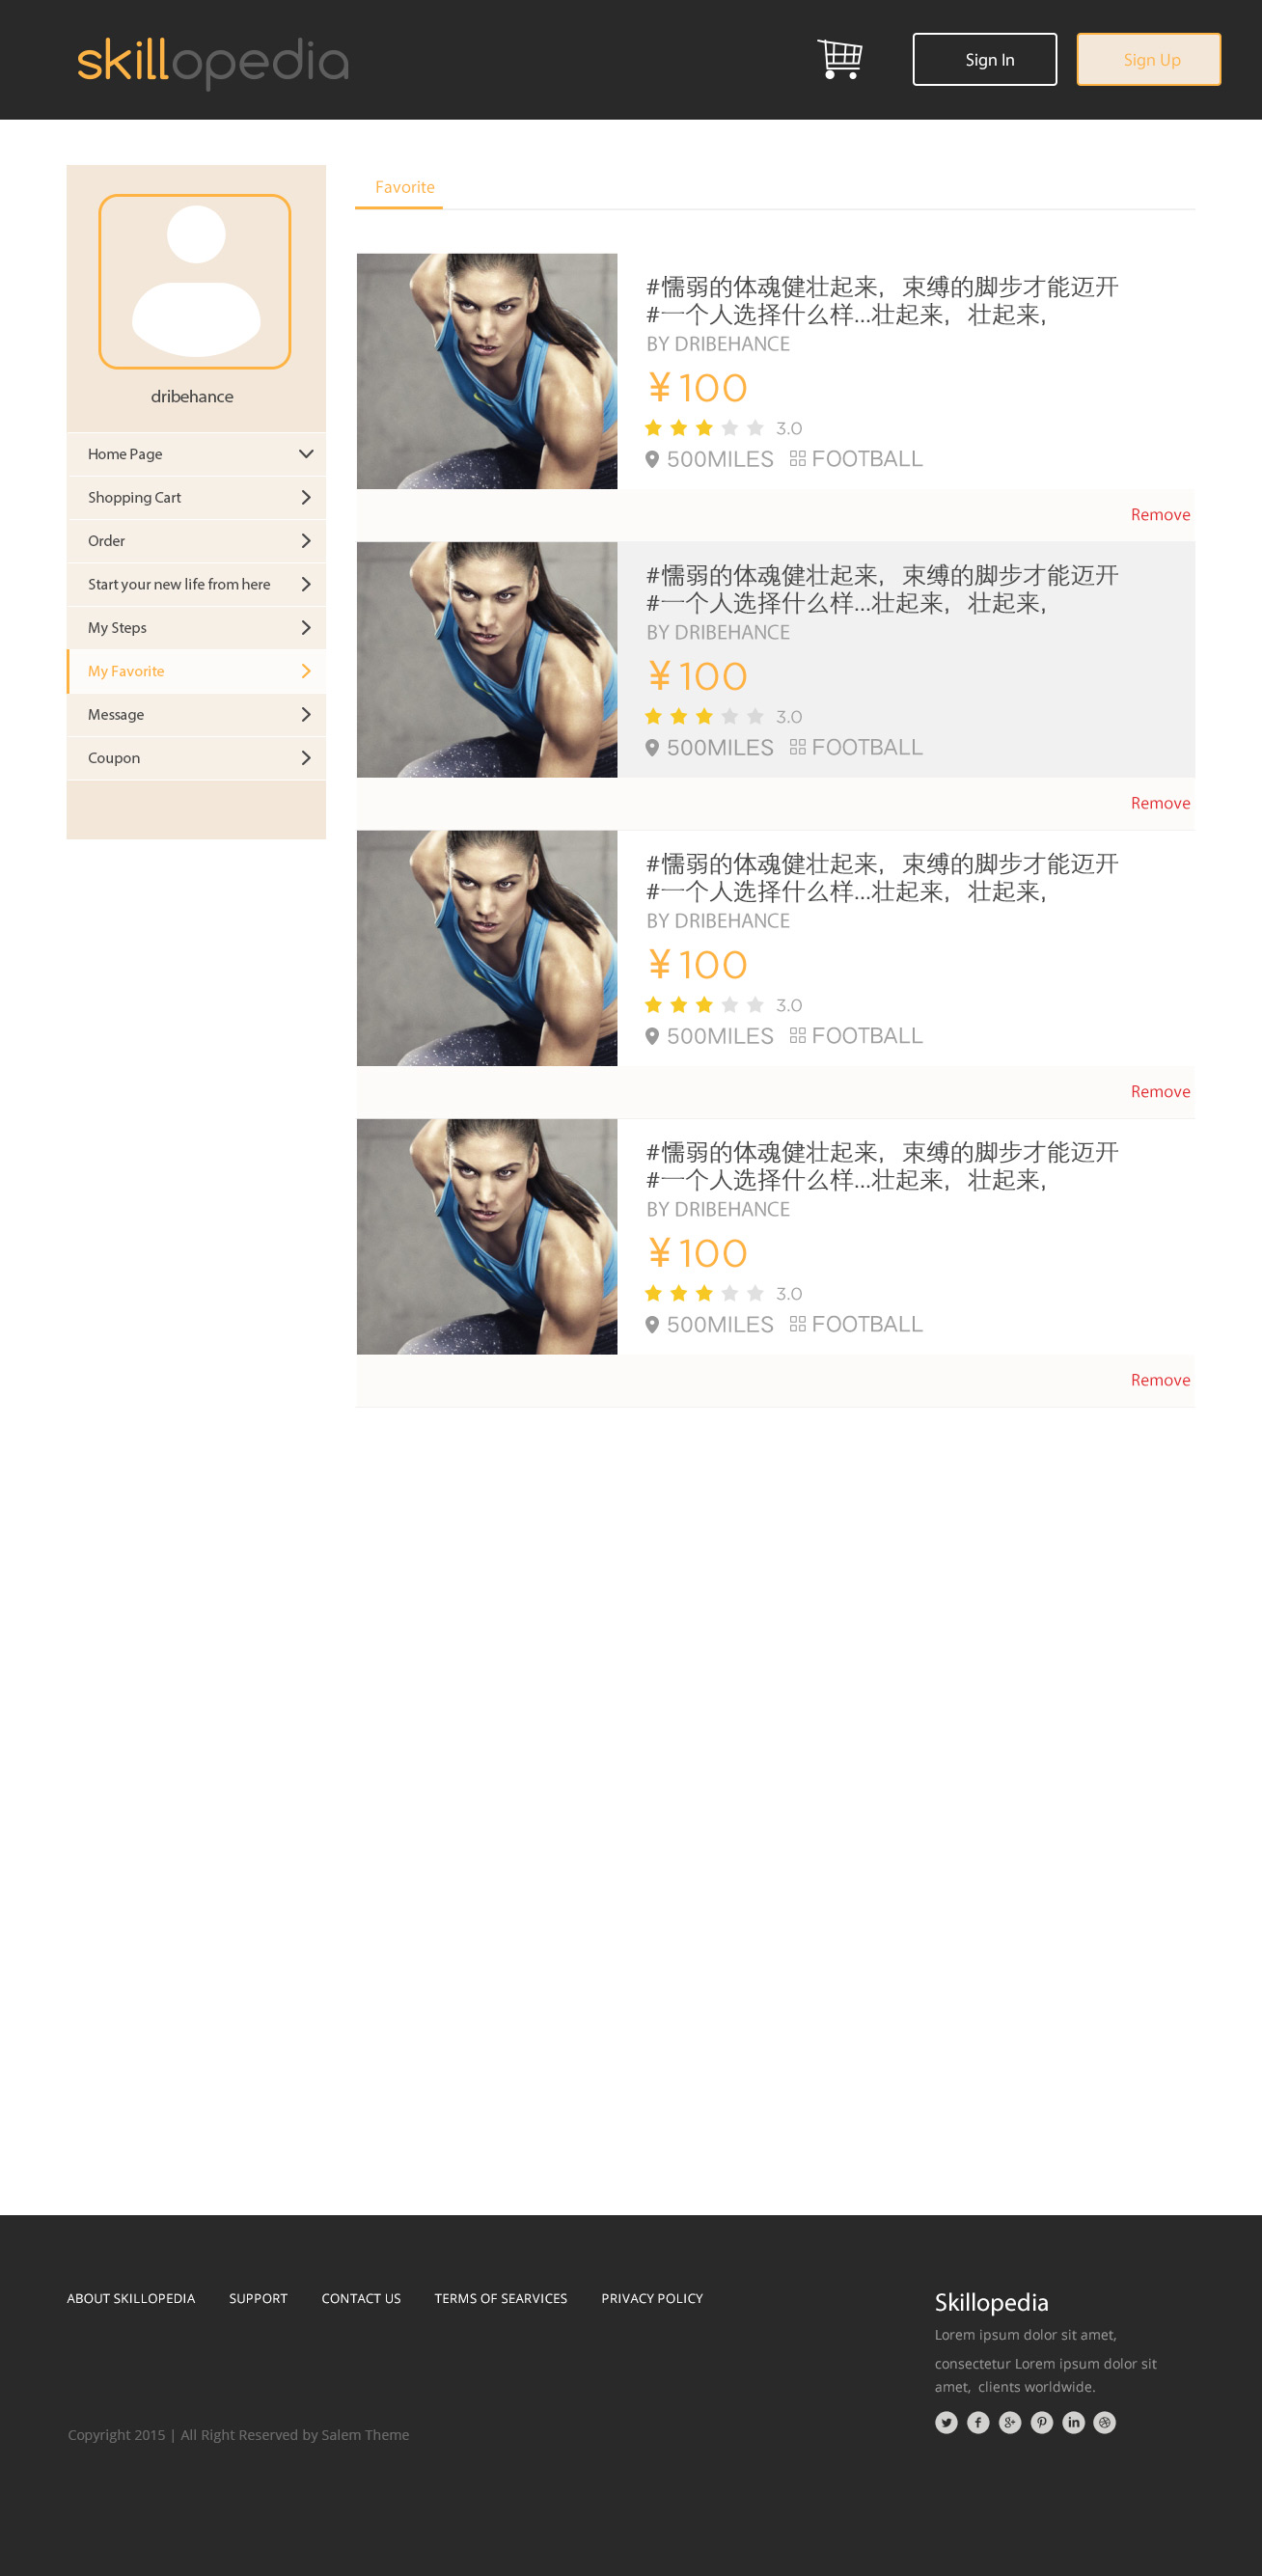 skillopedia
Sign In
Sign Up
dribehance
Home Page
Shopping Cart
Order
Start your new life from here
My Steps
My Favorite
Message
Coupon
Favorite
#懦弱的体魂健壮起来，束缚的脚步才能迈开
#一个人选择什么样...壮起来，壮起来，
BY DRIBEHANCE
¥100
3.0
500MILES FOOTBALL
Remove
#懦弱的体魂健壮起来，束缚的脚步才能迈开
#一个人选择什么样...壮起来，壮起来，
BY DRIBEHANCE
¥100
3.0
500MILES FOOTBALL
Remove
#懦弱的体魂健壮起来，束缚的脚步才能迈开
#一个人选择什么样...壮起来，壮起来，
BY DRIBEHANCE
¥100
3.0
500MILES FOOTBALL
Remove
#懦弱的体魂健壮起来，束缚的脚步才能迈开
#一个人选择什么样...壮起来，壮起来，
BY DRIBEHANCE
¥100
3.0
500MILES FOOTBALL
Remove
ABOUT SKILLOPEDIA SUPPORT CONTACT US TERMS OF SEARVICES PRIVACY POLICY
Copyright 2015 | All Right Reserved by Salem Theme
Skillopedia
Lorem ipsum dolor sit amet,
consectetur Lorem ipsum dolor sit
amet, clients worldwide.